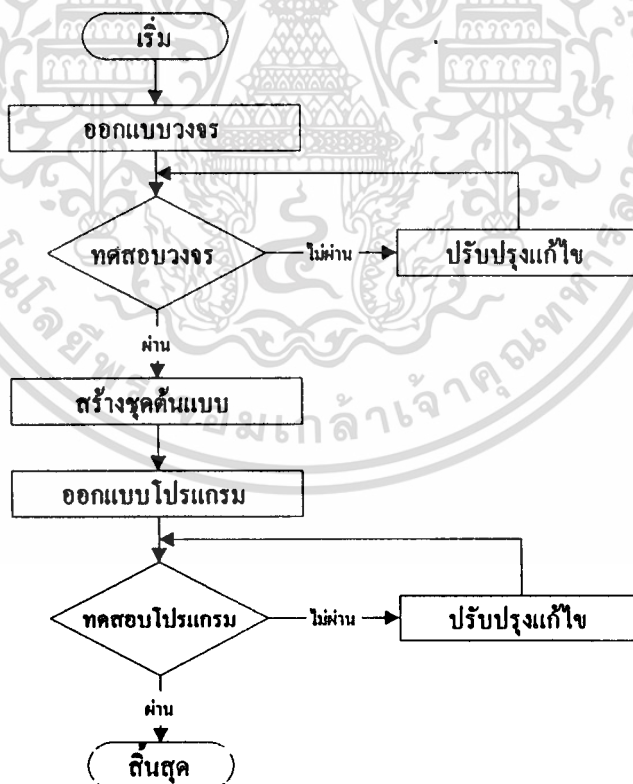 เริ่ม
ออกแบบวงจร
ทดสอบวงจร
ไม่ผ่าน
ปรับปรุงแก้ไข
ผ่าน
สร้างชุดต้นแบบ
ออกแบบโปรแกรม
ทดสอบโปรแกรม
ไม่ผ่าน
ปรับปรุงแก้ไข
ผ่าน
สิ้นสุด